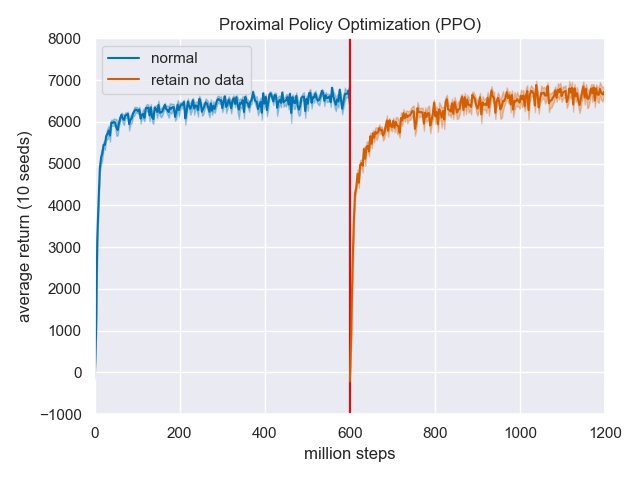 Proximal Policy Optimization (PPO)
8000
7000
6000
5000
4000
3000
2000
1000
0
−1000
average return (10 seeds)
normal
retain no data
0 200 400 600 800 1000 1200
million steps